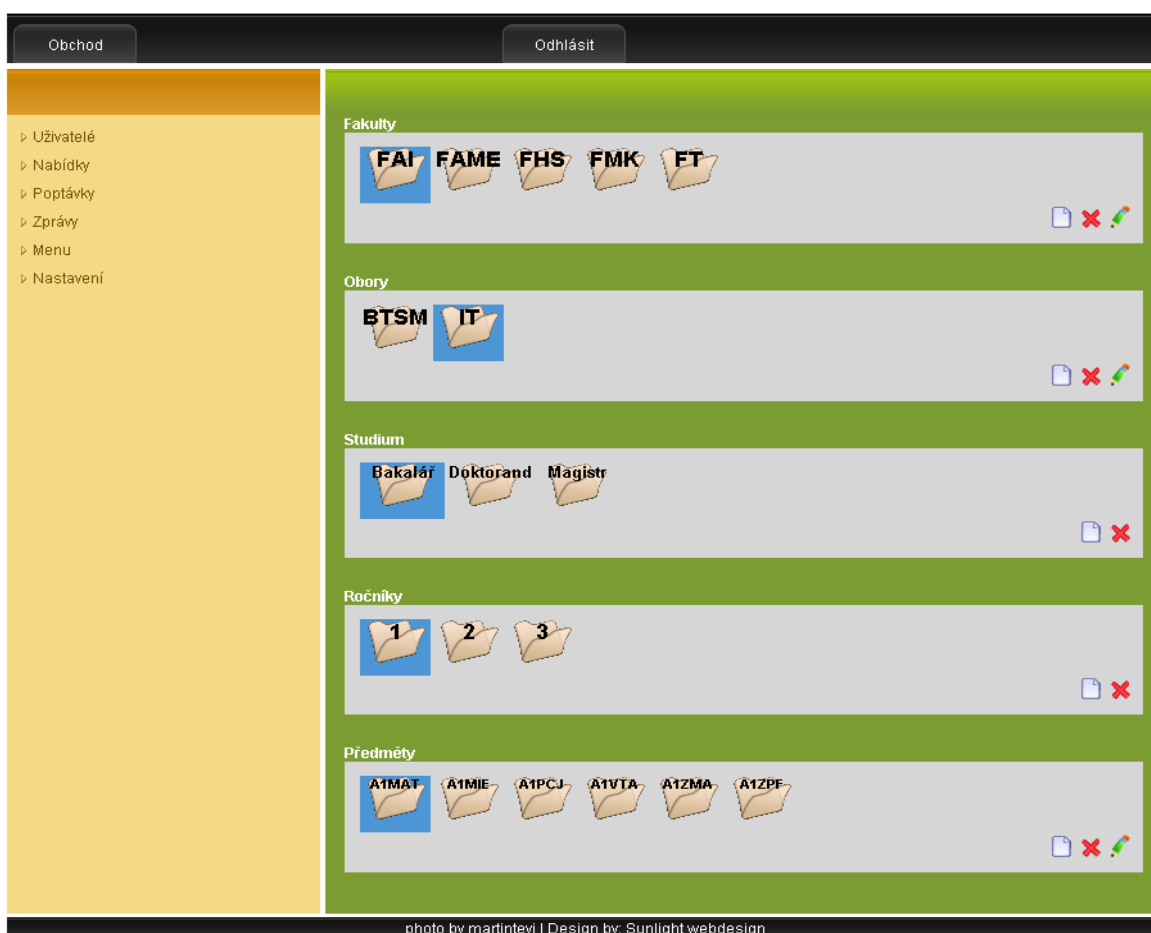 Obchod
Odhlásit
Uživatelé
Nabídky
Poptávky
Zprávy
Menu
Nastavení
Fakulty
FAI FAME FHS FMK FT
Obory
BTSM IT
Studium
Bakalář Doktorand Magistr
Ročníky
1 2 3
Předměty
A1MAT A1MIE A1PCJ A1VTA A1ZMA A1ZPF
photo by martintevi | Design by: Sunlight webdesign